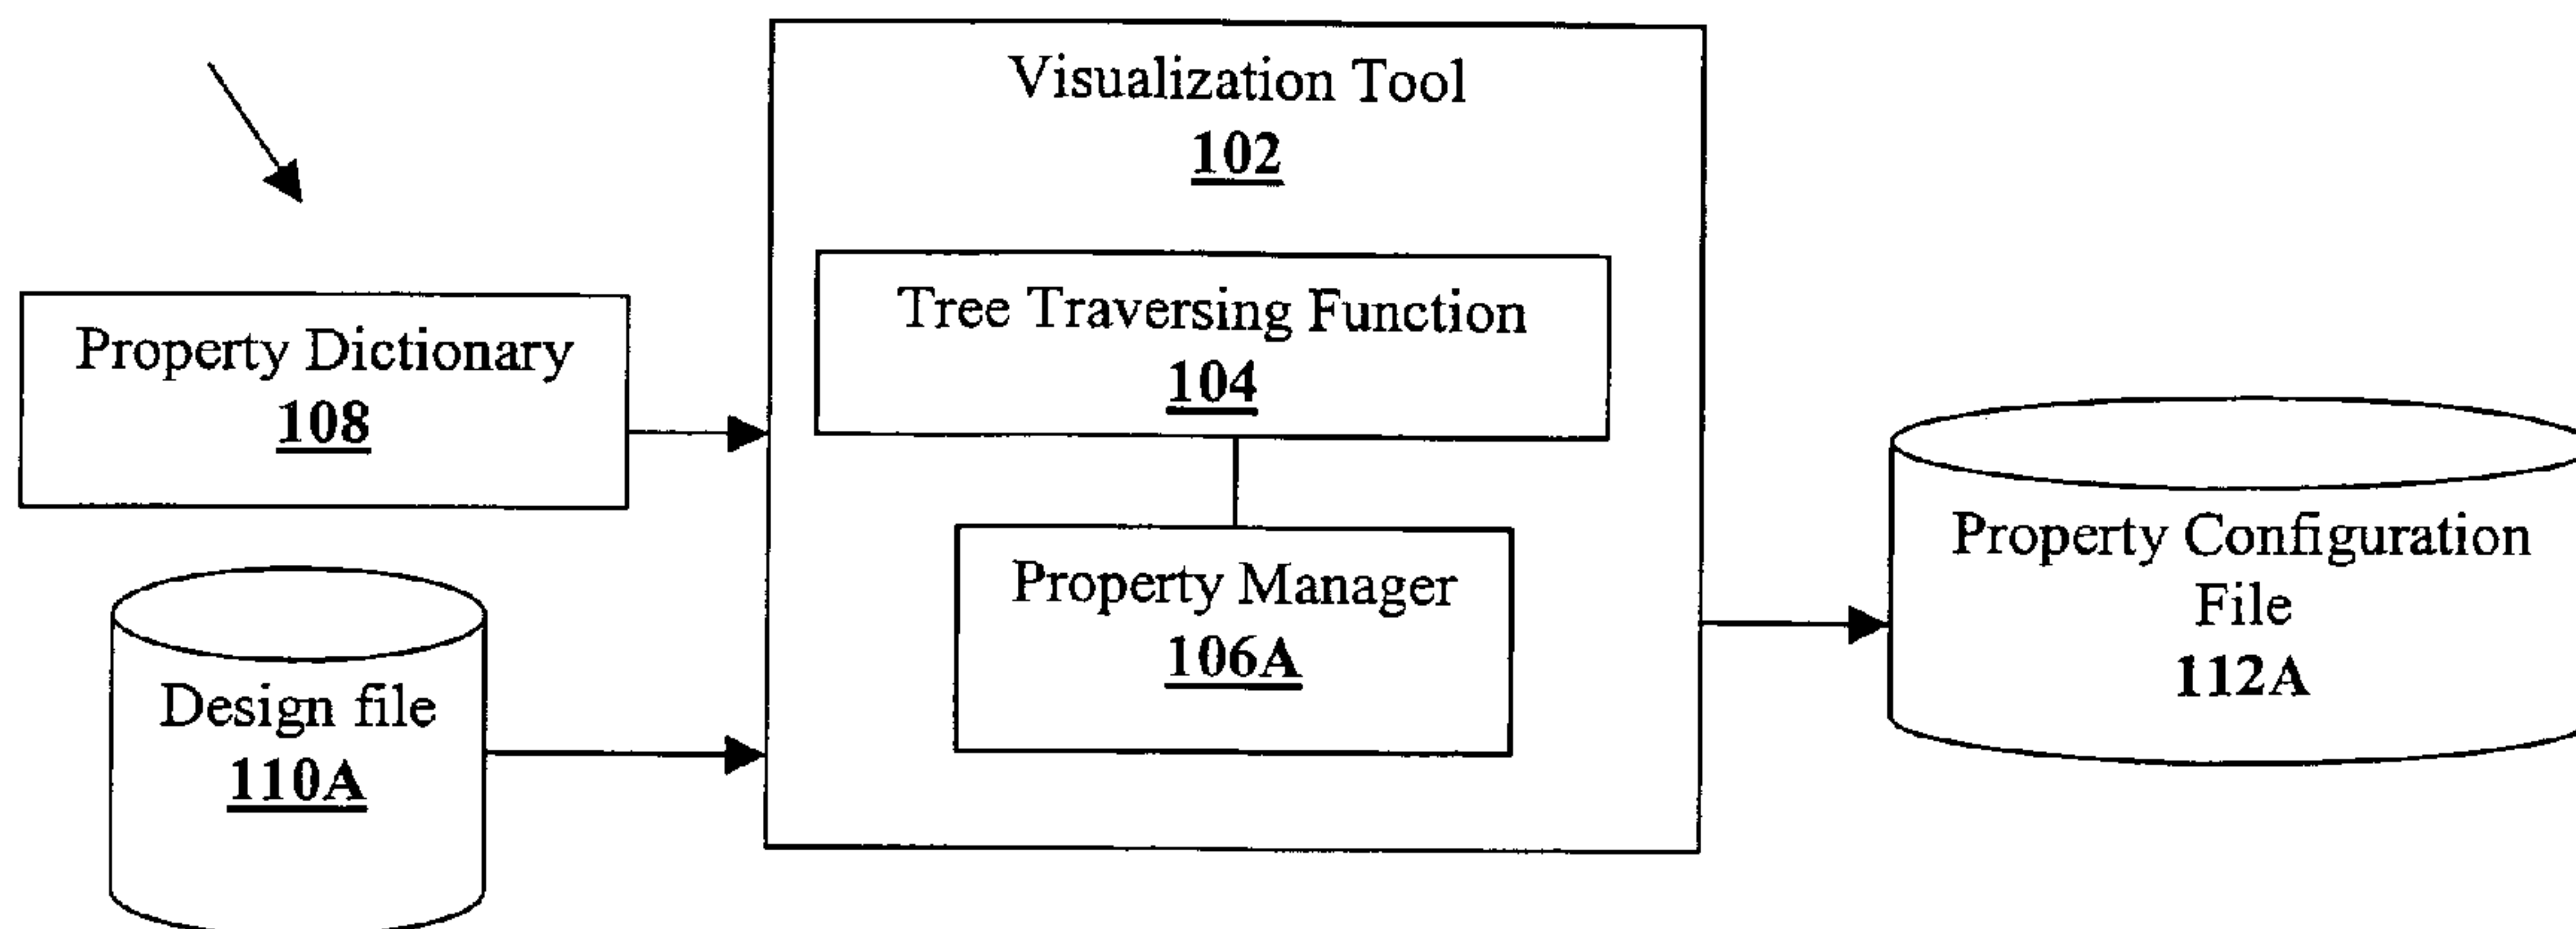 Visualization Tool
102
Tree Traversing Function
104
Property Manager
106A
Property Dictionary
108
Design file
110A
Property Configuration
File
112A